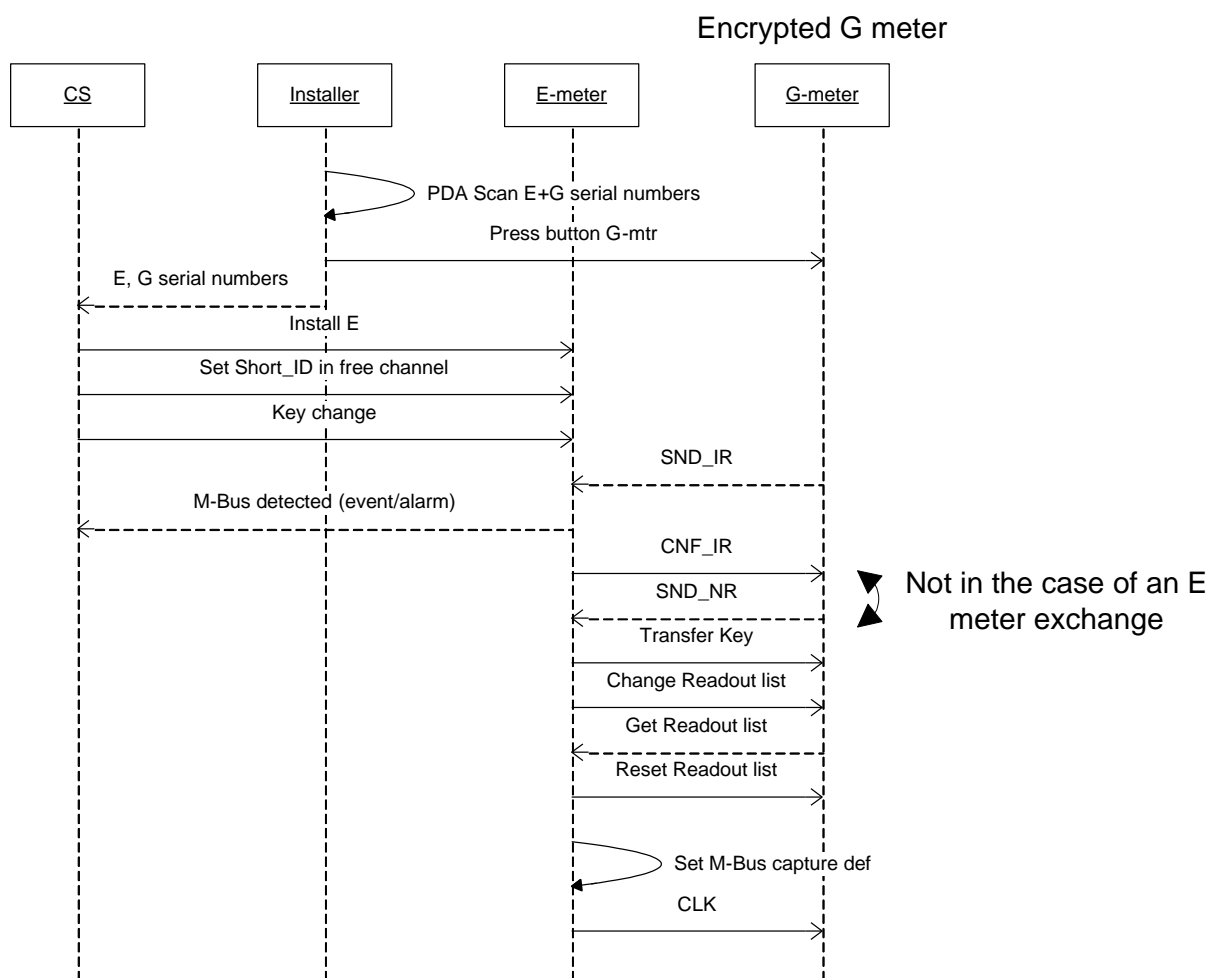 Encrypted G meter
CS
Installer
E-meter
G-meter
PDA Scan E+G serial numbers
Press button G-mtr
E, G serial numbers
Install E
Set Short_ID in free channel
Key change
SND_IR
M-Bus detected (event/alarm)
CNF_IR
Not in the case of an E
meter exchange
SND_NR
Transfer Key
Change Readout list
Get Readout list
Reset Readout list
Set M-Bus capture def
CLK